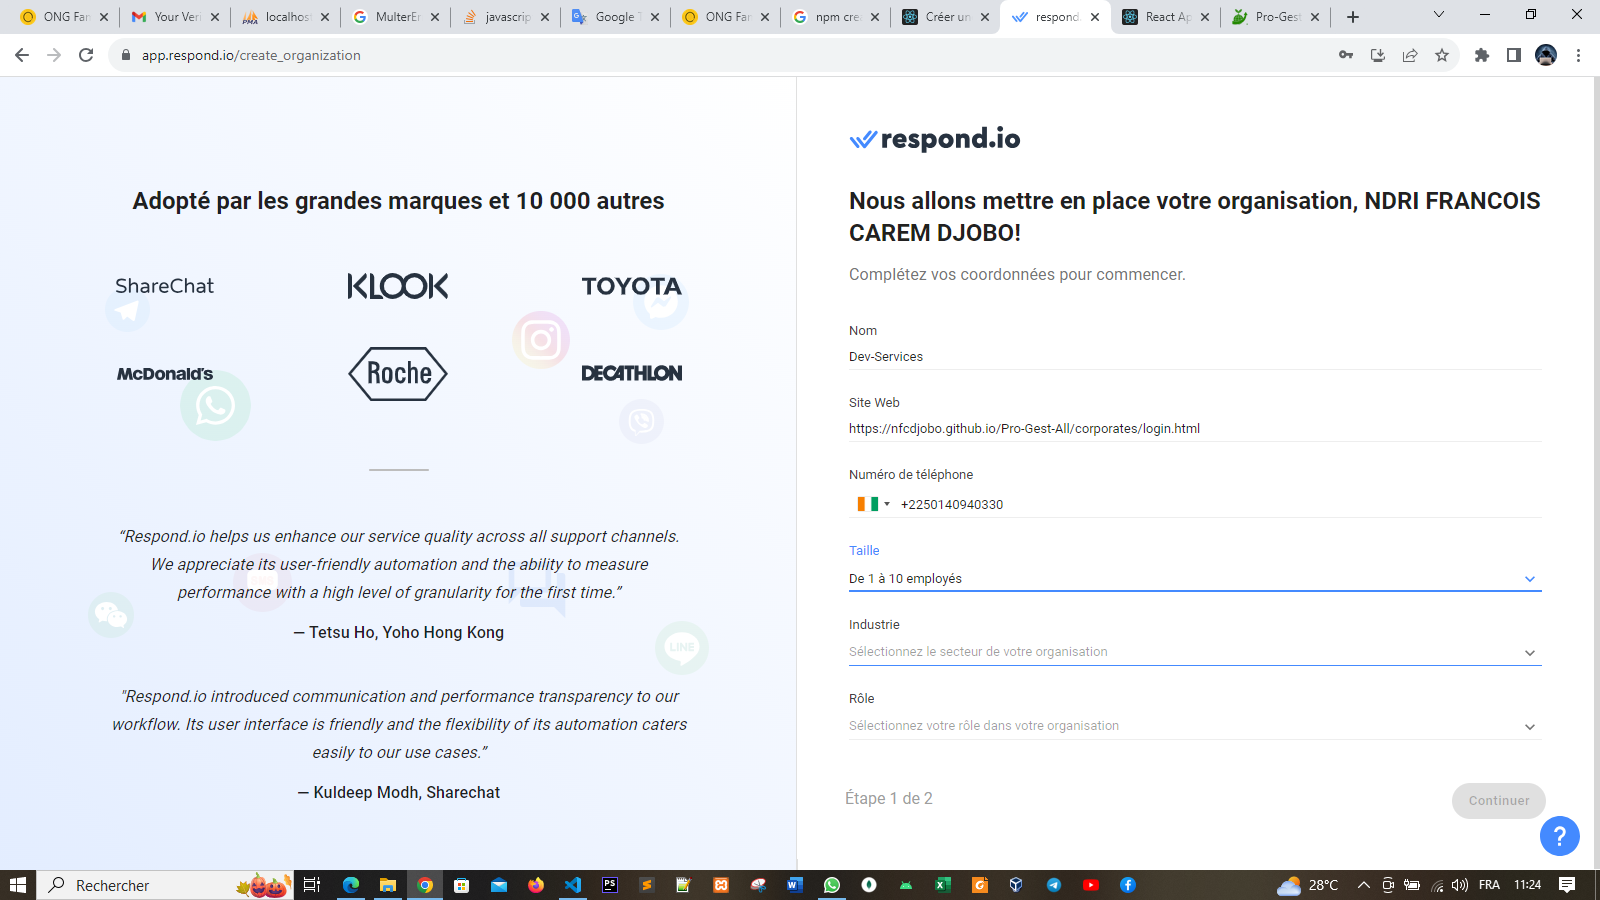 ONG Far
Your Veri
localhost
MulterEr
javascrip
Google T
ONG Far
npm crea
Créer un
respond.
React Ap
Pro-Gest
app.respond.io/create_organization
Adopté par les grandes marques et 10 000 autres
ShareChat
KLOOK
TOYOTA
McDonald's
Roche
DECATHLON
LINE
“Respond.io helps us enhance our service quality across all support channels.
We appreciate its user-friendly automation and the ability to measure
performance with a high level of granularity for the first time.”
— Tetsu Ho, Yoho Hong Kong
"Respond.io introduced communication and performance transparency to our
workflow. Its user interface is friendly and the flexibility of its automation caters
easily to our use cases.”
— Kuldeep Modh, Sharechat
respond.io
Nous allons mettre en place votre organisation, NDRI FRANCOIS
CAREM DJOBO!
Complétez vos coordonnées pour commencer.
Nom
Dev-Services
Site Web
https://nfcdjobo.github.io/Pro-Gest-All/corporates/login.html
Numéro de téléphone
+2250140940330
Taille
De 1 à 10 employés
Industrie
Sélectionnez le secteur de votre organisation
Rôle
Sélectionnez votre rôle dans votre organisation
Étape 1 de 2
Continuer
?
Rechercher
28°C
FRA
11:24